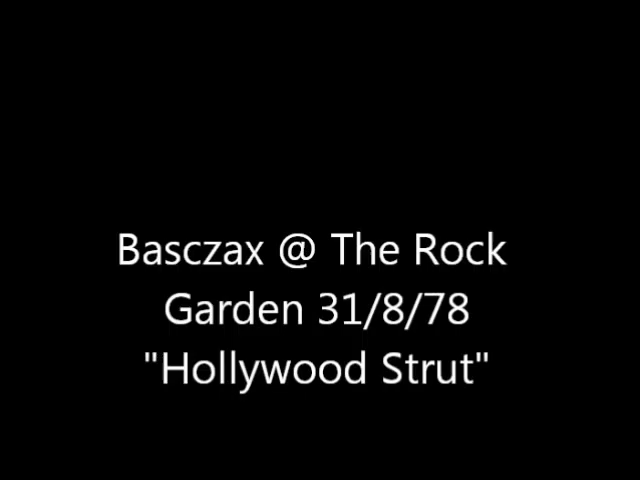 Basczax @ The Rock
Garden 31/8/78
"Hollywood Strut"